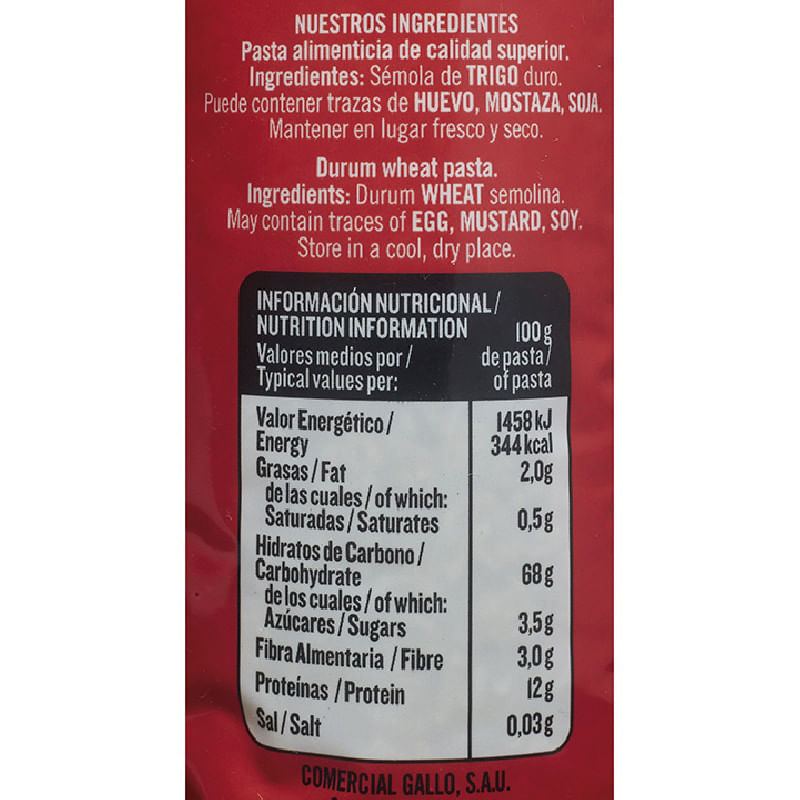 NUESTROS INGREDIENTES
Pasta alimenticia de calidad superior.
Ingredientes: Sémola de TRIGO duro.
Puede contener trazas de HUEVO, MOSTAZA, SOJA.
Mantener en lugar fresco y seco.
Durum wheat pasta.
Ingredients: Durum WHEAT semolina.
May contain traces of EGG, MUSTARD, SOY.
Store in a cool, dry place.
INFORMACIÓN NUTRICIONAL/
NUTRITION INFORMATION 100 g
Valores medios por / de pasta/
Typical values per: of pasta
Valor Energético / 1458 kJ
Energy 344 kcal
Grasas / Fat 2,0g
de las cuales / of which:
Saturadas / Saturates 0,5g
Hidratos de Carbono /
Carbohydrate 68 g
de los cuales / of which:
Azúcares / Sugars 3,5g
Fibra Almentaria / Fibre 3,0g
Proteínas / Protein 12g
Sal / Salt 0,03g
COMERCIAL GALLO, S.A.U.